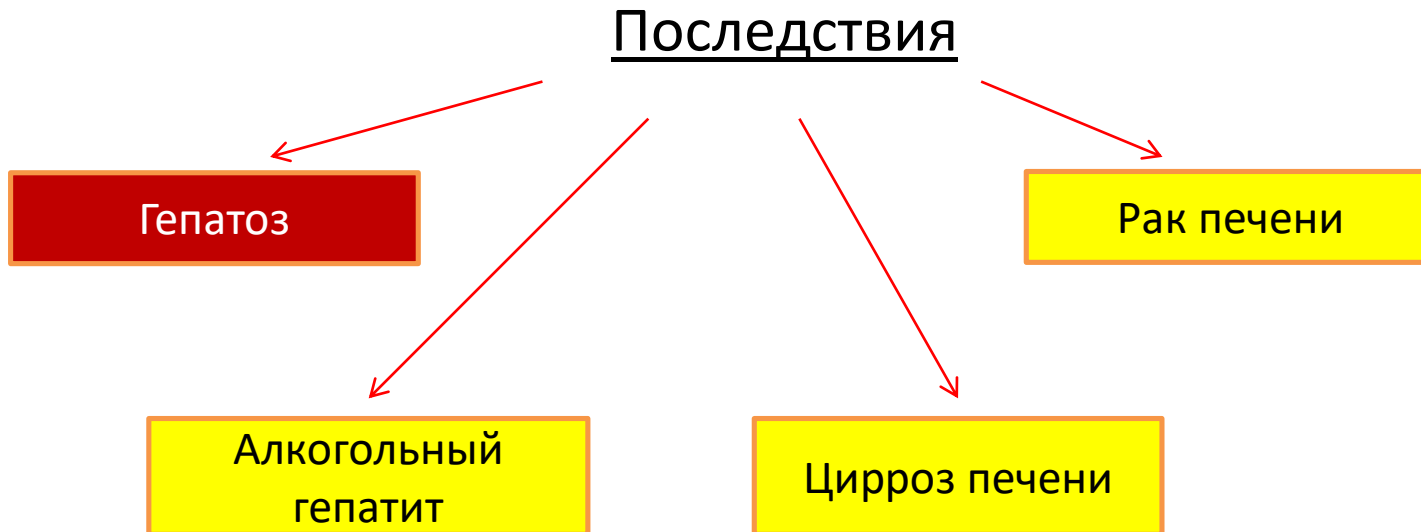 Последствия
Гепатоз
Рак печени
Алкогольный
гепатит
Цирроз печени